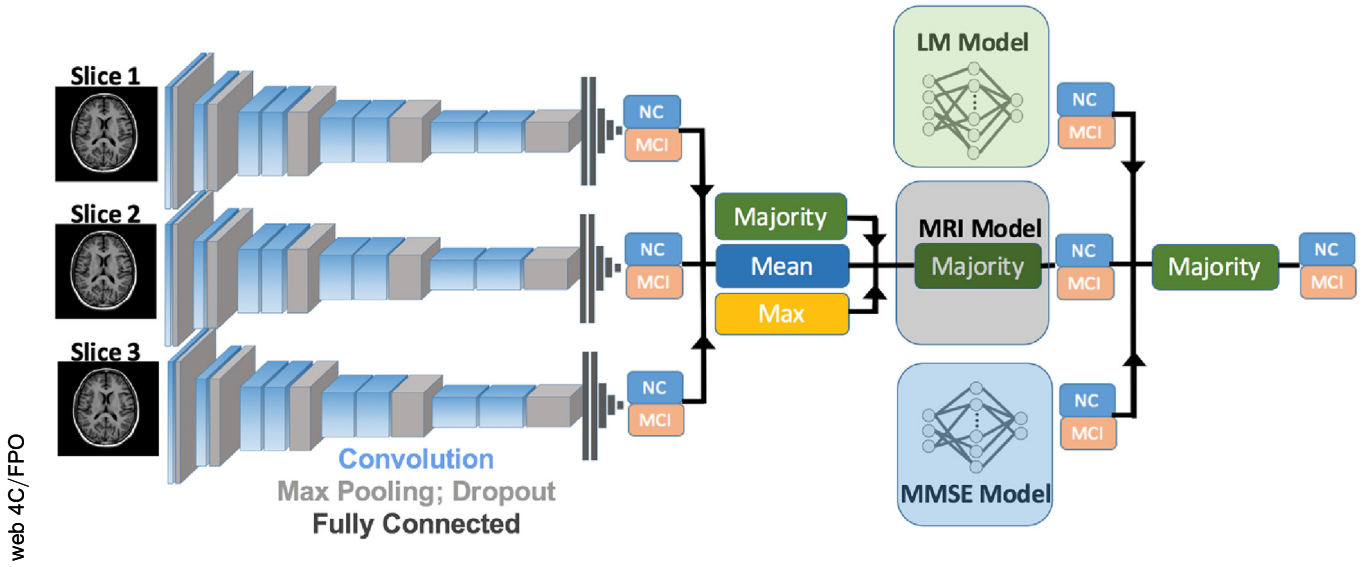 Slice 1
NC
MCI
Slice 2
NC
MCI
Slice 3
NC
MCI
Convolution
Max Pooling; Dropout
Fully Connected
Majority
Mean
Max
LM Model
NC
MCI
MRI Model
Majority
NC
MCI
MMSE Model
NC
MCI
Majority
NC
MCI
web 4C/FPO